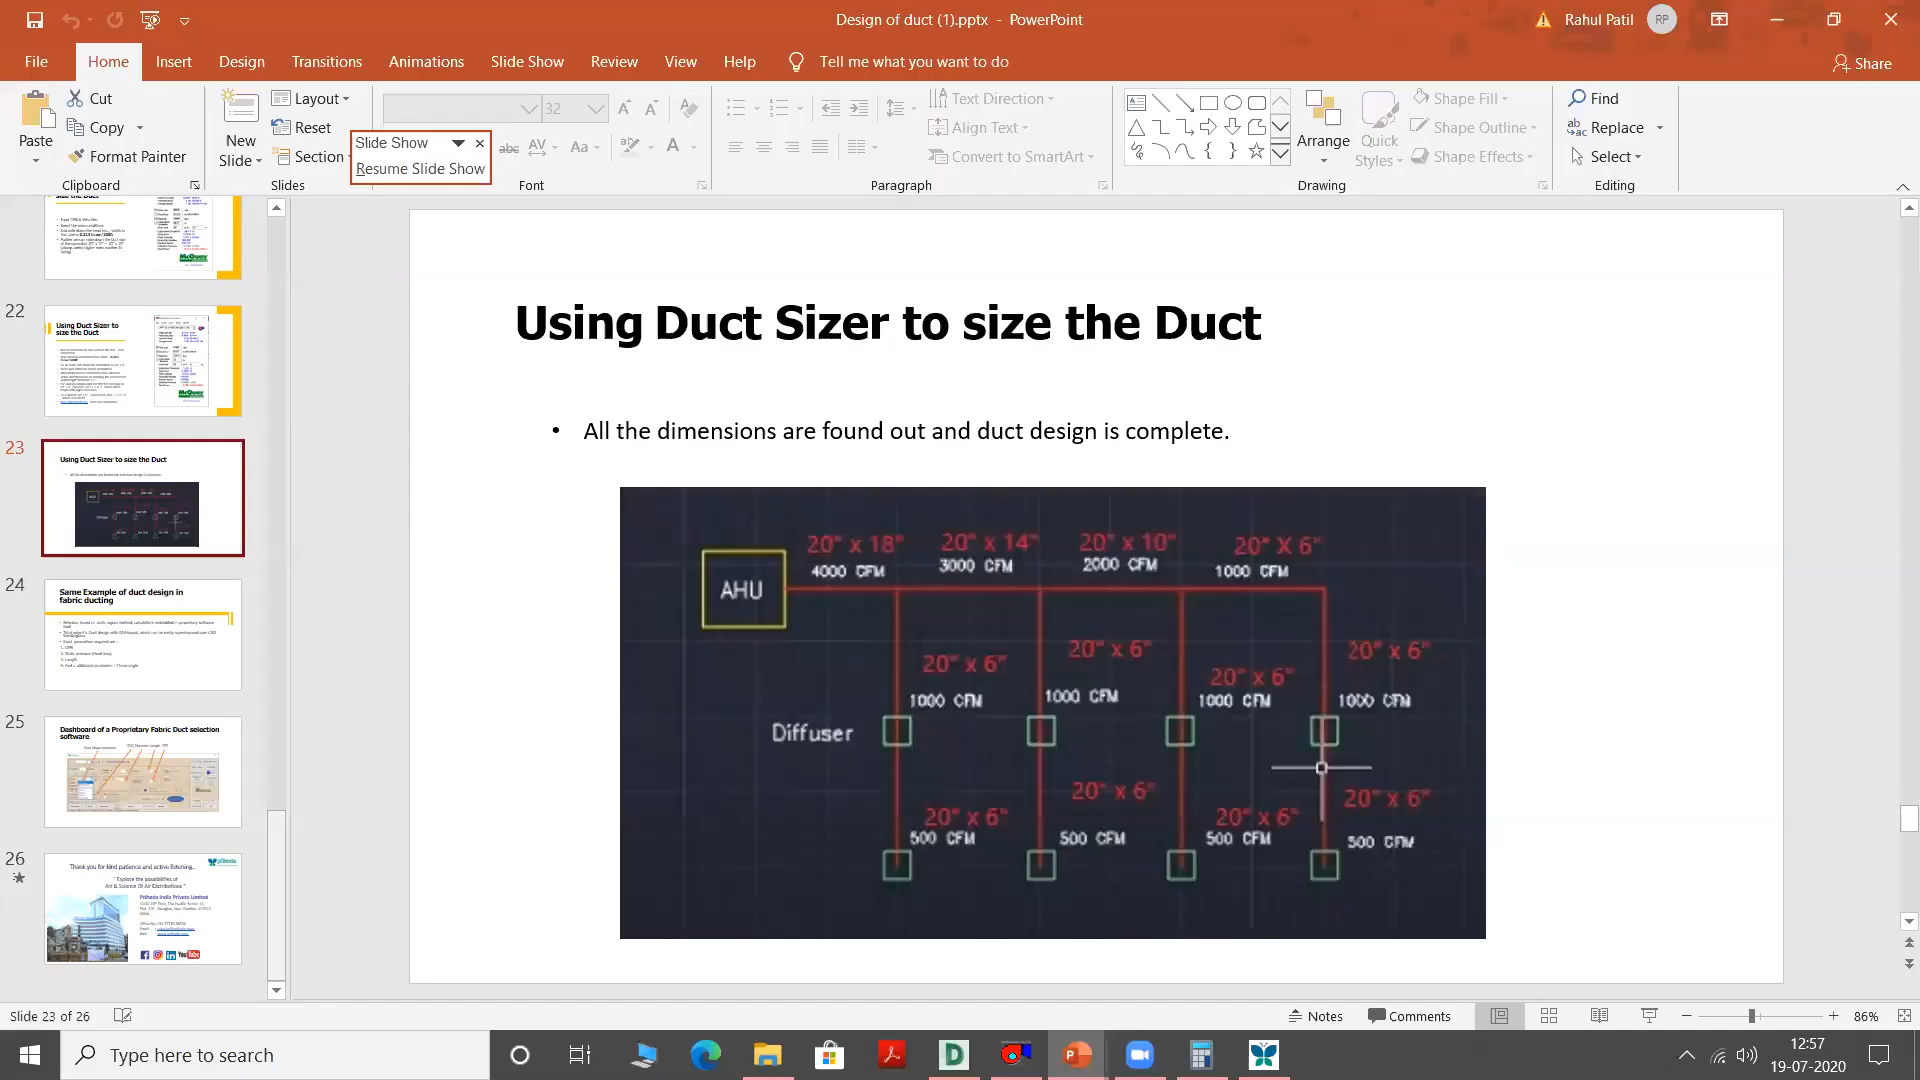 Design of duct (1).pptx - PowerPoint
Rahul Patil
RP
File
Home
Insert
Design
Transitions
Animations
Slide Show
Review
View
Help
Tell me what you want to do
Share
Paste
Cut
Copy
Format Painter
Clipboard
New Slide
Layout
Reset
Section
Slides
Slide Show
Resume Slide Show
32
abc
AV
Aa
A
Font
Text Direction
Align Text
Convert to SmartArt
Paragraph
Arrange
Quick Styles
Shape Fill
Shape Outline
Shape Effects
Drawing
Find
Replace
Select
Editing
size the Duct
22
Using Duct Sizer to
size the Duct
23
Using Duct Sizer to size the Duct
24
Same Example of duct design in
fabric ducting
25
Dashboard of a Proprietary Fabric Duct selection
software
26
Thank you for kind patience and active listening..
" Explore the possibilities of
Art & Science Of Air Distributions "
Prihoda India Private Limited
Using Duct Sizer to size the Duct
• All the dimensions are found out and duct design is complete.
AHU
20" x 18"
4000 CFM
20" x 14"
3000 CFM
20" x 10"
2000 CFM
20" X 6"
1000 CFM
20" x 6"
1000 CFM
20" x 6"
1000 CFM
20" x 6"
1000 CFM
20" x 6"
1000 CFM
Diffuser
20" x 6"
500 CFM
20" x 6"
500 CFM
20" x 6"
500 CFM
20" x 6"
500 CFM
Slide 23 of 26
Notes
Comments
86%
Type here to search
12:57
19-07-2020